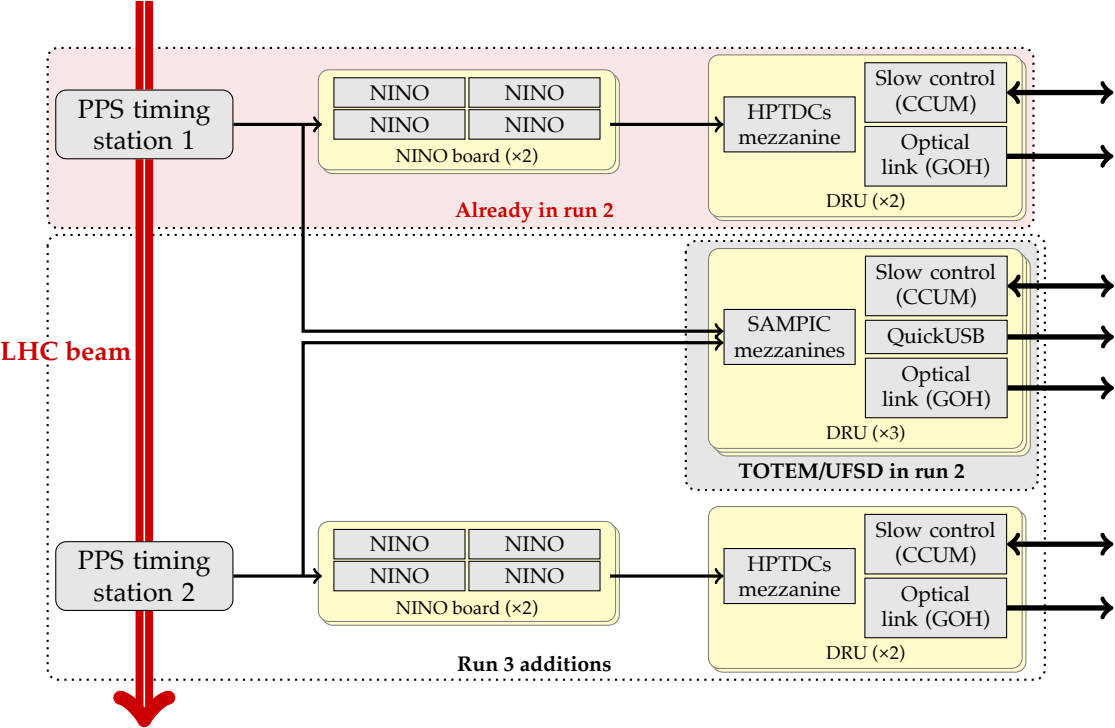 PPS timing
station 1
NINO
NINO
NINO
NINO
NINO board (×2)
HPTDCs
mezzanine
Slow control
(CCUM)
Optical
link (GOH)
DRU (×2)
Already in run 2
LHC beam
SAMPIC
mezzanines
Slow control
(CCUM)
QuickUSB
Optical
link (GOH)
DRU (×3)
TOTEM/UFSD in run 2
PPS timing
station 2
NINO
NINO
NINO
NINO
NINO board (×2)
HPTDCs
mezzanine
Slow control
(CCUM)
Optical
link (GOH)
DRU (×2)
Run 3 additions